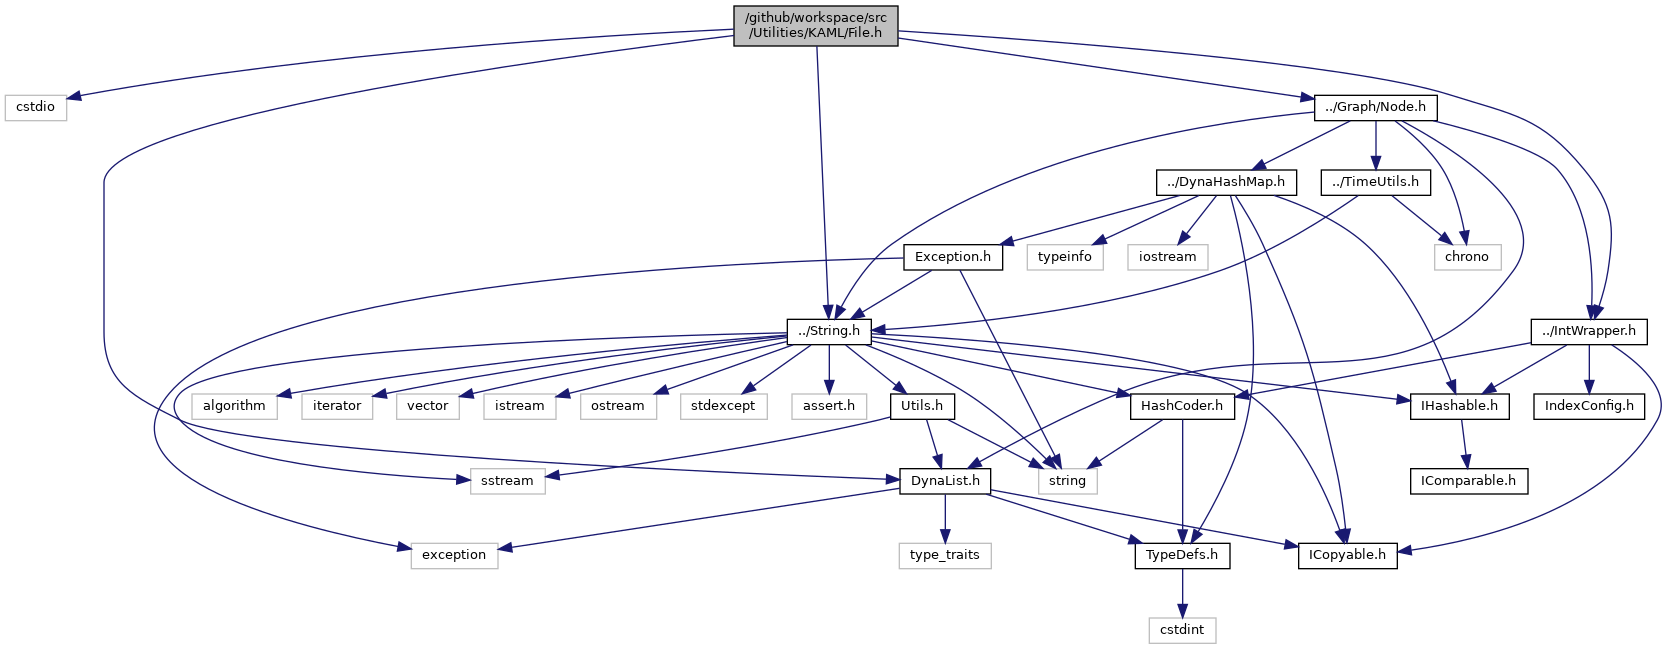 /github/workspace/src
/Utilities/KAML/File.h
cstdio
../Graph/Node.h
../DynaHashMap.h
../TimeUtils.h
Exception.h
typeinfo
iostream
chrono
../String.h
../IntWrapper.h
algorithm
iterator
vector
istream
ostream
stdexcept
assert.h
Utils.h
HashCoder.h
IHashable.h
IndexConfig.h
sstream
DynaList.h
string
IComparable.h
exception
type_traits
TypeDefs.h
ICopyable.h
cstdint